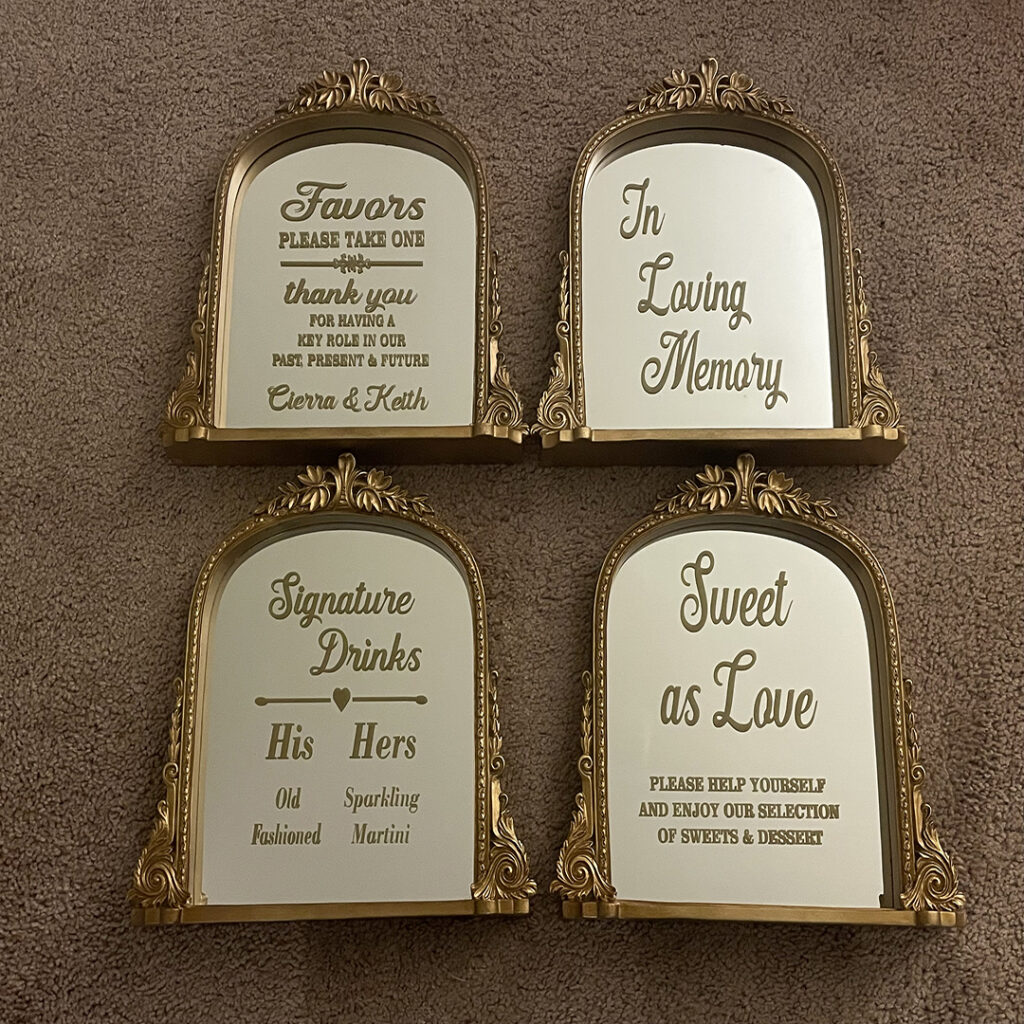 Favors
PLEASE TAKE ONE
thank you
FOR HAVING A
KEY ROLE IN OUR
PAST, PRESENT & FUTURE
Cierra & Keith
In
Loving
Memory
Signature
Drinks
His Hers
Old Sparkling
Fashioned Martini
Sweet
as Love
PLEASE HELP YOURSELF
AND ENJOY OUR SELECTION
OF SWEETS & DESSERT